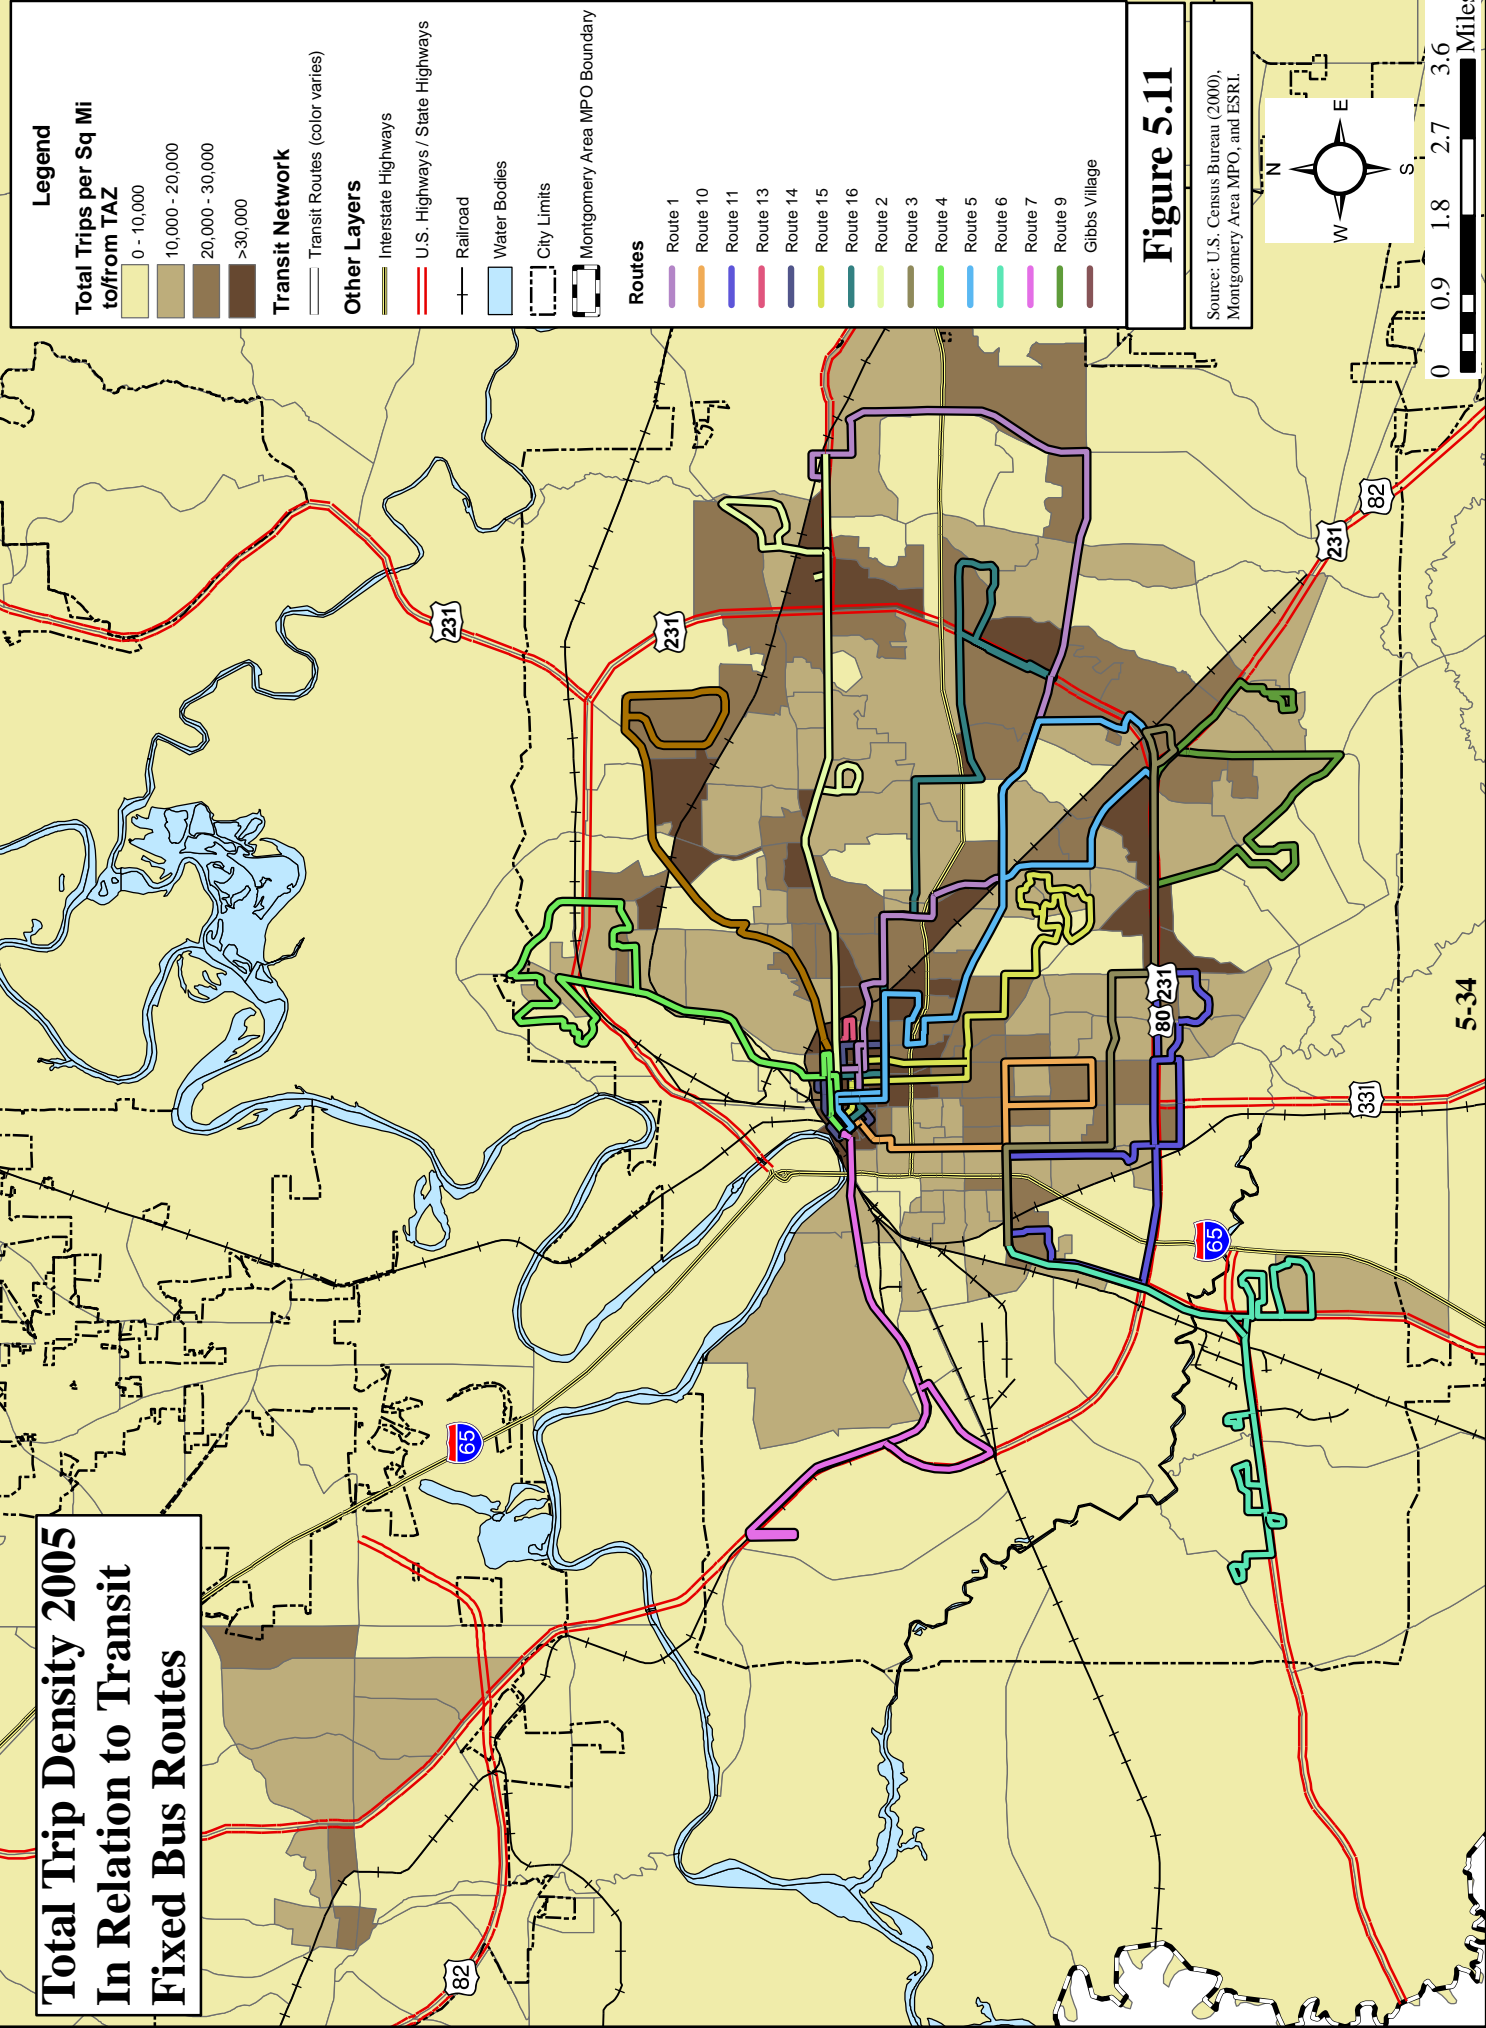 Total Trip Density 2005
In Relation to Transit
Fixed Bus Routes
Legend
Total Trips per Sq Mi
to/from TAZ
0 - 10,000
10,000 - 20,000
20,000 - 30,000
>30,000
Transit Network
Transit Routes (color varies)
Other Layers
Interstate Highways
U.S. Highways / State Highways
Railroad
Water Bodies
City Limits
Montgomery Area MPO Boundary
Routes
Route 1
Route 10
Route 11
Route 13
Route 14
Route 15
Route 16
Route 2
Route 3
Route 4
Route 5
Route 6
Route 7
Route 9
Gibbs Village
Figure 5.11
Source: U.S. Census Bureau (2000),
Montgomery Area MPO, and ESRI.
N
W E
S
0 0.9 1.8 2.7 3.6
Miles
82
65
231
231
65
80
231
331
231
82
5-34